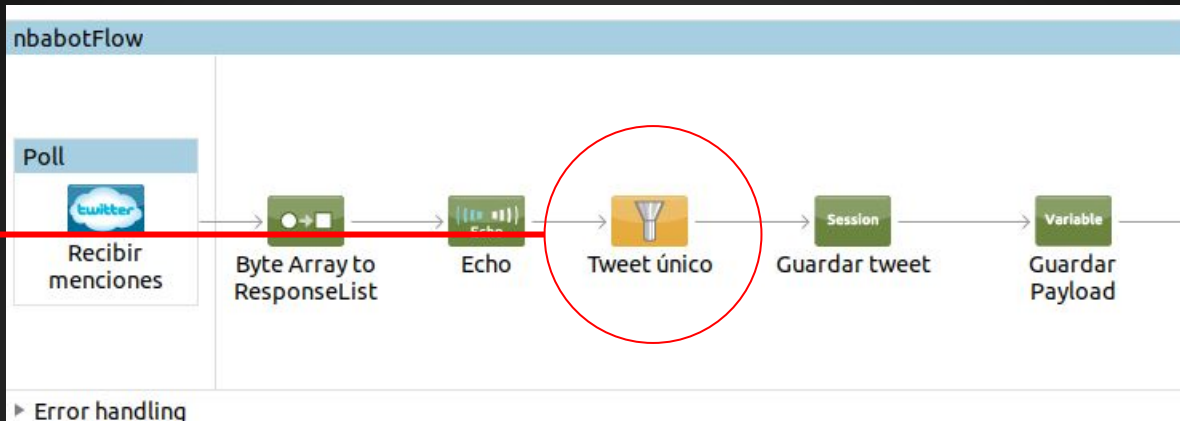 nbabotFlow
Poll
twitter
Recibir
menciones
Byte Array to
ResponseList
Echo
Echo
Tweet único
Session
Guardar tweet
Variable
Guardar
Payload
Error handling